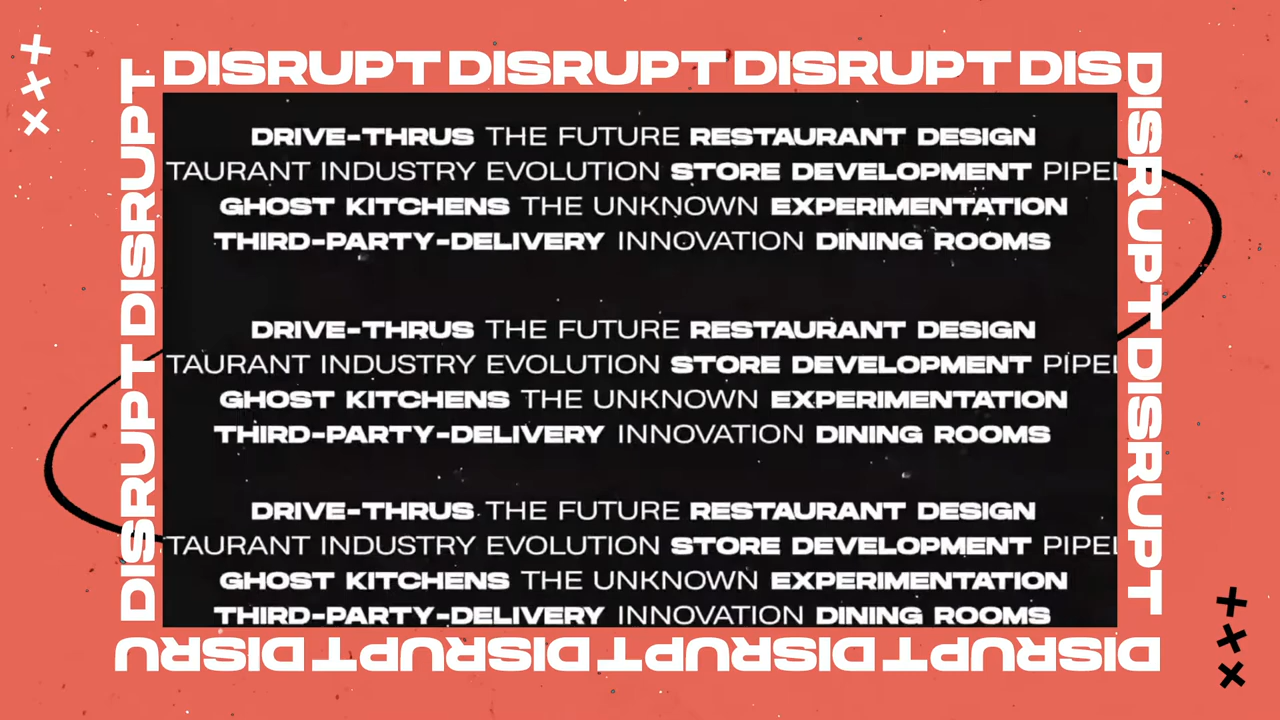 DISRUPT DISRUPT DISRUPT DIS
DISRUPT DISRUPT
DRIVE-THRUS THE FUTURE RESTAURANT DESIGN
TAURANT INDUSTRY EVOLUTION STORE DEVELOPMENT PIPEL
GHOST KITCHENS THE UNKNOWN EXPERIMENTATION
THIRD-PARTY-DELIVERY INNOVATION DINING ROOMS
DRIVE-THRUS THE FUTURE RESTAURANT DESIGN
TAURANT INDUSTRY EVOLUTION STORE DEVELOPMENT PIPEL
GHOST KITCHENS THE UNKNOWN EXPERIMENTATION
THIRD-PARTY-DELIVERY INNOVATION DINING ROOMS
DRIVE-THRUS THE FUTURE RESTAURANT DESIGN
TAURANT INDUSTRY EVOLUTION STORE DEVELOPMENT PIPEL
GHOST KITCHENS THE UNKNOWN EXPERIMENTATION
THIRD-PARTY-DELIVERY INNOVATION DINING ROOMS
DISRUPT DISRUPT
DISRUPT DISRUPT DISRUPT DISRU